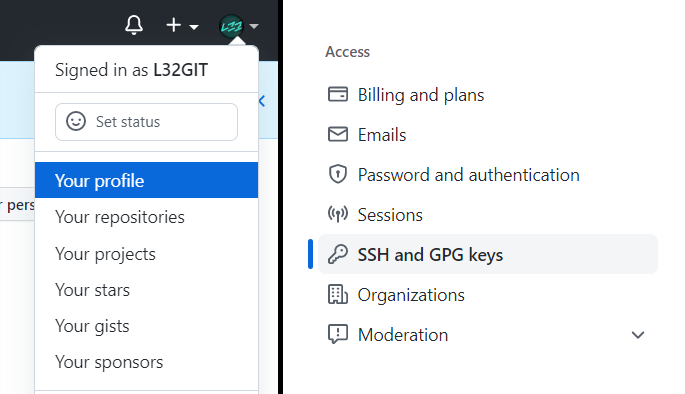 L32
Signed in as L32GIT
Set status
Your profile
r pers
Your repositories
Your projects
Your stars
Your gists
Your sponsors
Access
Billing and plans
Emails
Password and authentication
Sessions
SSH and GPG keys
Organizations
Moderation